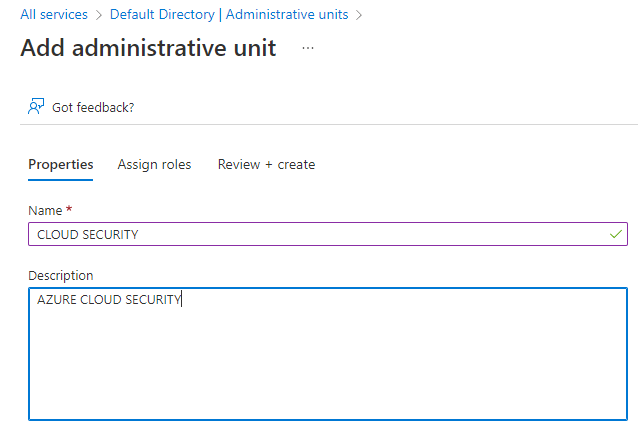 All services > Default Directory | Administrative units >
Add administrative unit ...
Got feedback?
Properties Assign roles Review + create
Name *
CLOUD SECURITY
Description
AZURE CLOUD SECURITY